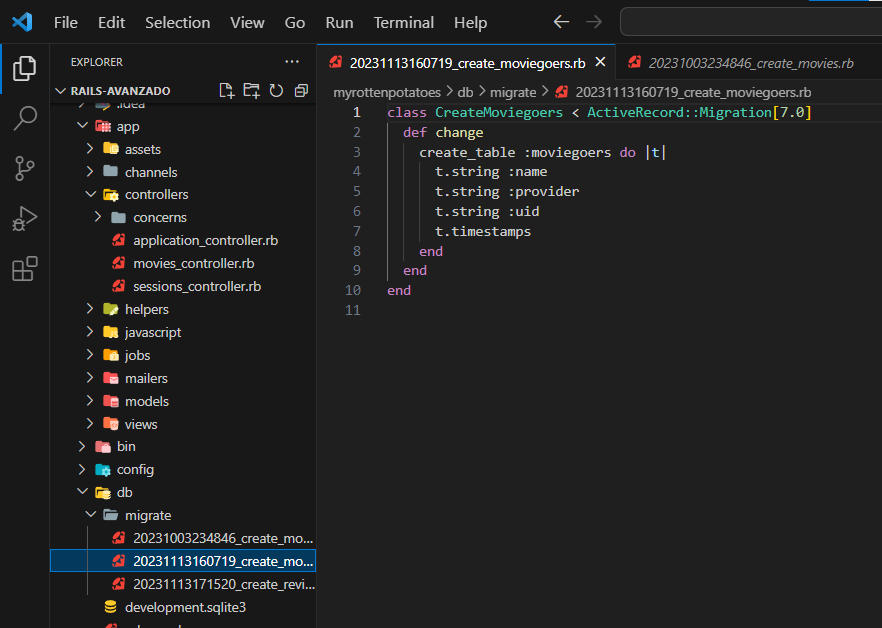 File Edit Selection View Go Run Terminal Help
EXPLORER
RAILS-AVANZADO
.idea
app
assets
channels
controllers
concerns
application_controller.rb
movies_controller.rb
sessions_controller.rb
helpers
javascript
jobs
mailers
models
views
bin
config
db
migrate
20231003234846_create_mo...
20231113160719_create_mo...
20231113171520_create_revi...
development.sqlite3
20231113160719_create_moviegoers.rb
20231003234846_create_movies.rb
myrottenpotatoes > db > migrate > 20231113160719_create_moviegoers.rb
1 class CreateMoviegoers < ActiveRecord::Migration[7.0]
2 def change
3 create_table :moviegoers do |t|
4 t.string :name
5 t.string :provider
6 t.string :uid
7 t.timestamps
8 end
9 end
10 end
11